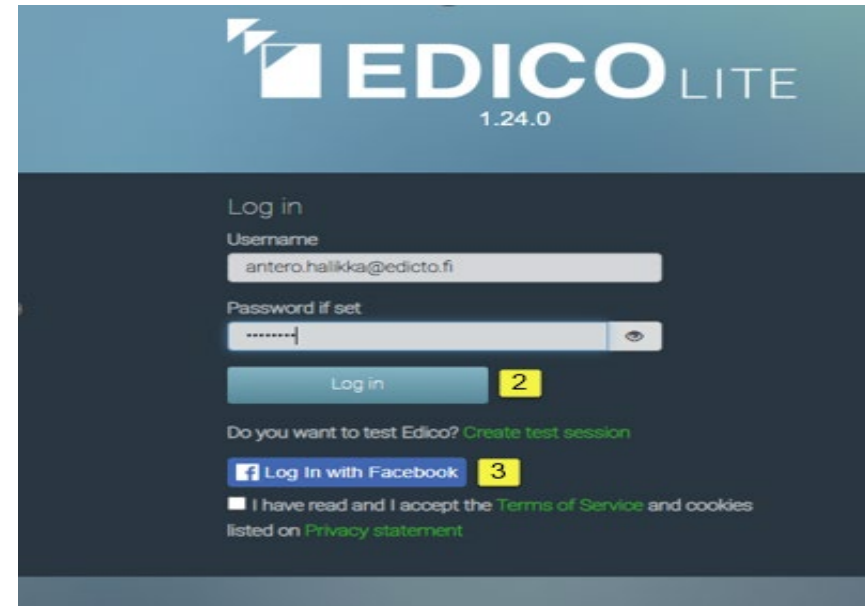 EDICO LITE
1.24.0
Log in
Username
antero.halikka@edicto.fi
Password if set
••••••••
Log in
2
Do you want to test Edico? Create test session
Log In with Facebook
3
I have read and I accept the Terms of Service and cookies
listed on Privacy statement